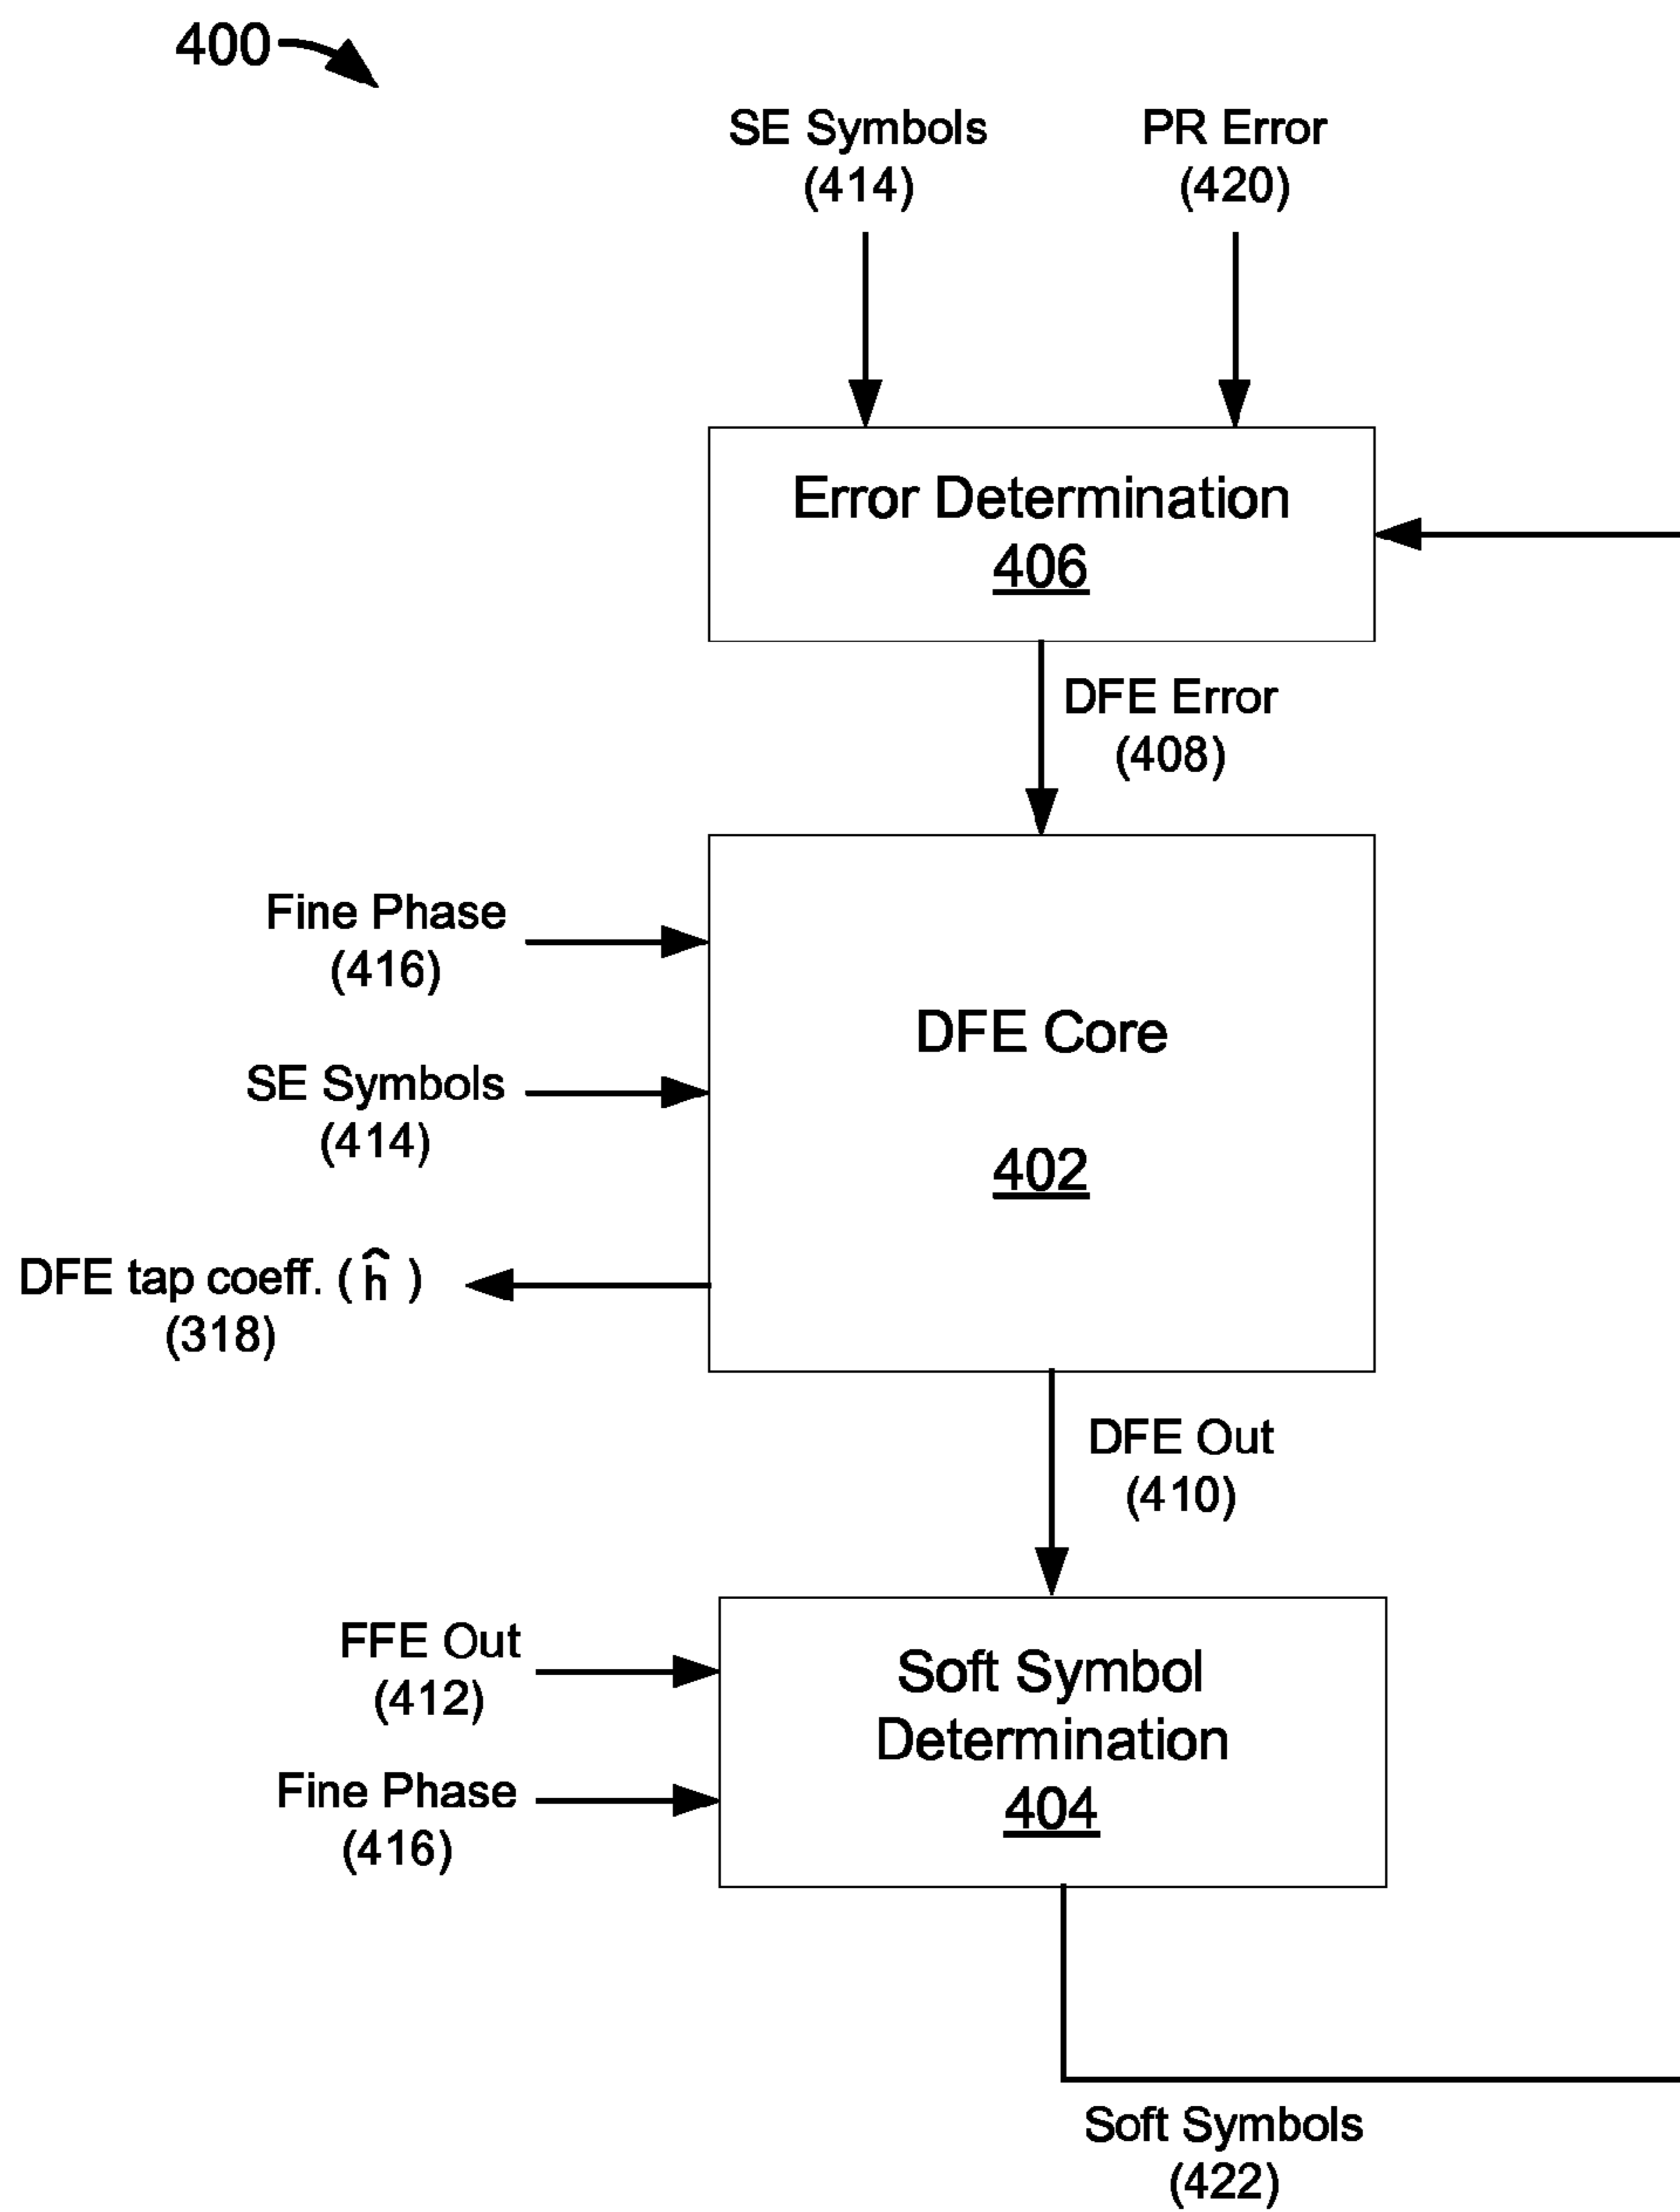 400
SE Symbols
(414)
PR Error
(420)
Error Determination
406
DFE Error
(408)
Fine Phase
(416)
SE Symbols
(414)
DFE tap coeff. ( ĥ )
(318)
DFE Core
402
DFE Out
(410)
FFE Out
(412)
Fine Phase
(416)
Soft Symbol
Determination
404
Soft Symbols
(422)